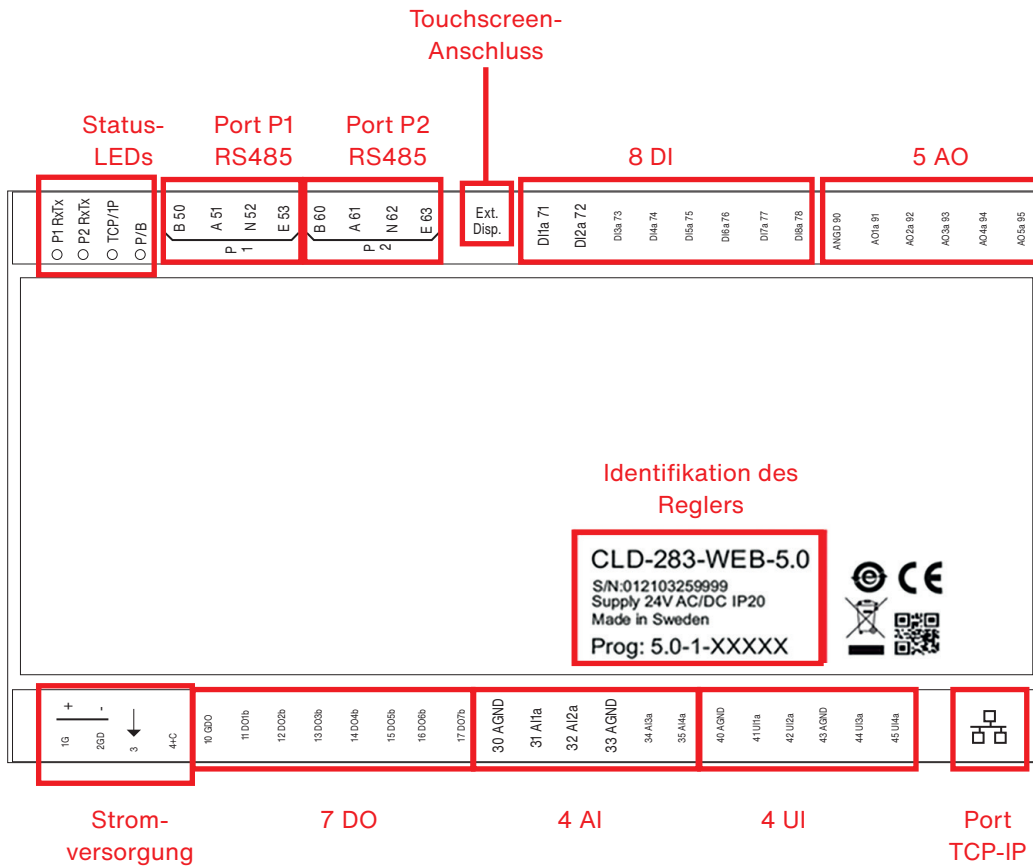 Touchscreen-
Anschluss
Status-
LEDs
Port P1
RS485
Port P2
RS485
8 DI
5 AO
P1 RxTx
P2 RxTx
TCP/1P
P/B
B 50
A 51
N 52
E 53
P 1
B 60
A 61
N 62
E 63
P 2
Ext.
Disp.
DI1a 71
DI2a 72
DI3a 73
DI4a 74
DI5a 75
DI6a 76
DI7a 77
DI8a 78
ANGD 90
AO1a 91
AO2a 92
AO3a 93
AO4a 94
AO5a 95
Identifikation des
Reglers
CLD-283-WEB-5.0
S/N:012103259999
Supply 24V AC/DC IP20
Made in Sweden
Prog: 5.0-1-XXXXX
+
-
1G
2GD
3
4+C
10 GDO
11 DO1b
12 DO2b
13 DO3b
14 DO4b
15 DO5b
16 DO6b
17 DO7b
30 AGND
31 AI1a
32 AI2a
33 AGND
34 AI3a
35 AI4a
40 AGND
41 UI1a
42 UI2a
43 AGND
44 UI3a
45 UI4a
Strom-
versorgung
7 DO
4 AI
4 UI
Port
TCP-IP